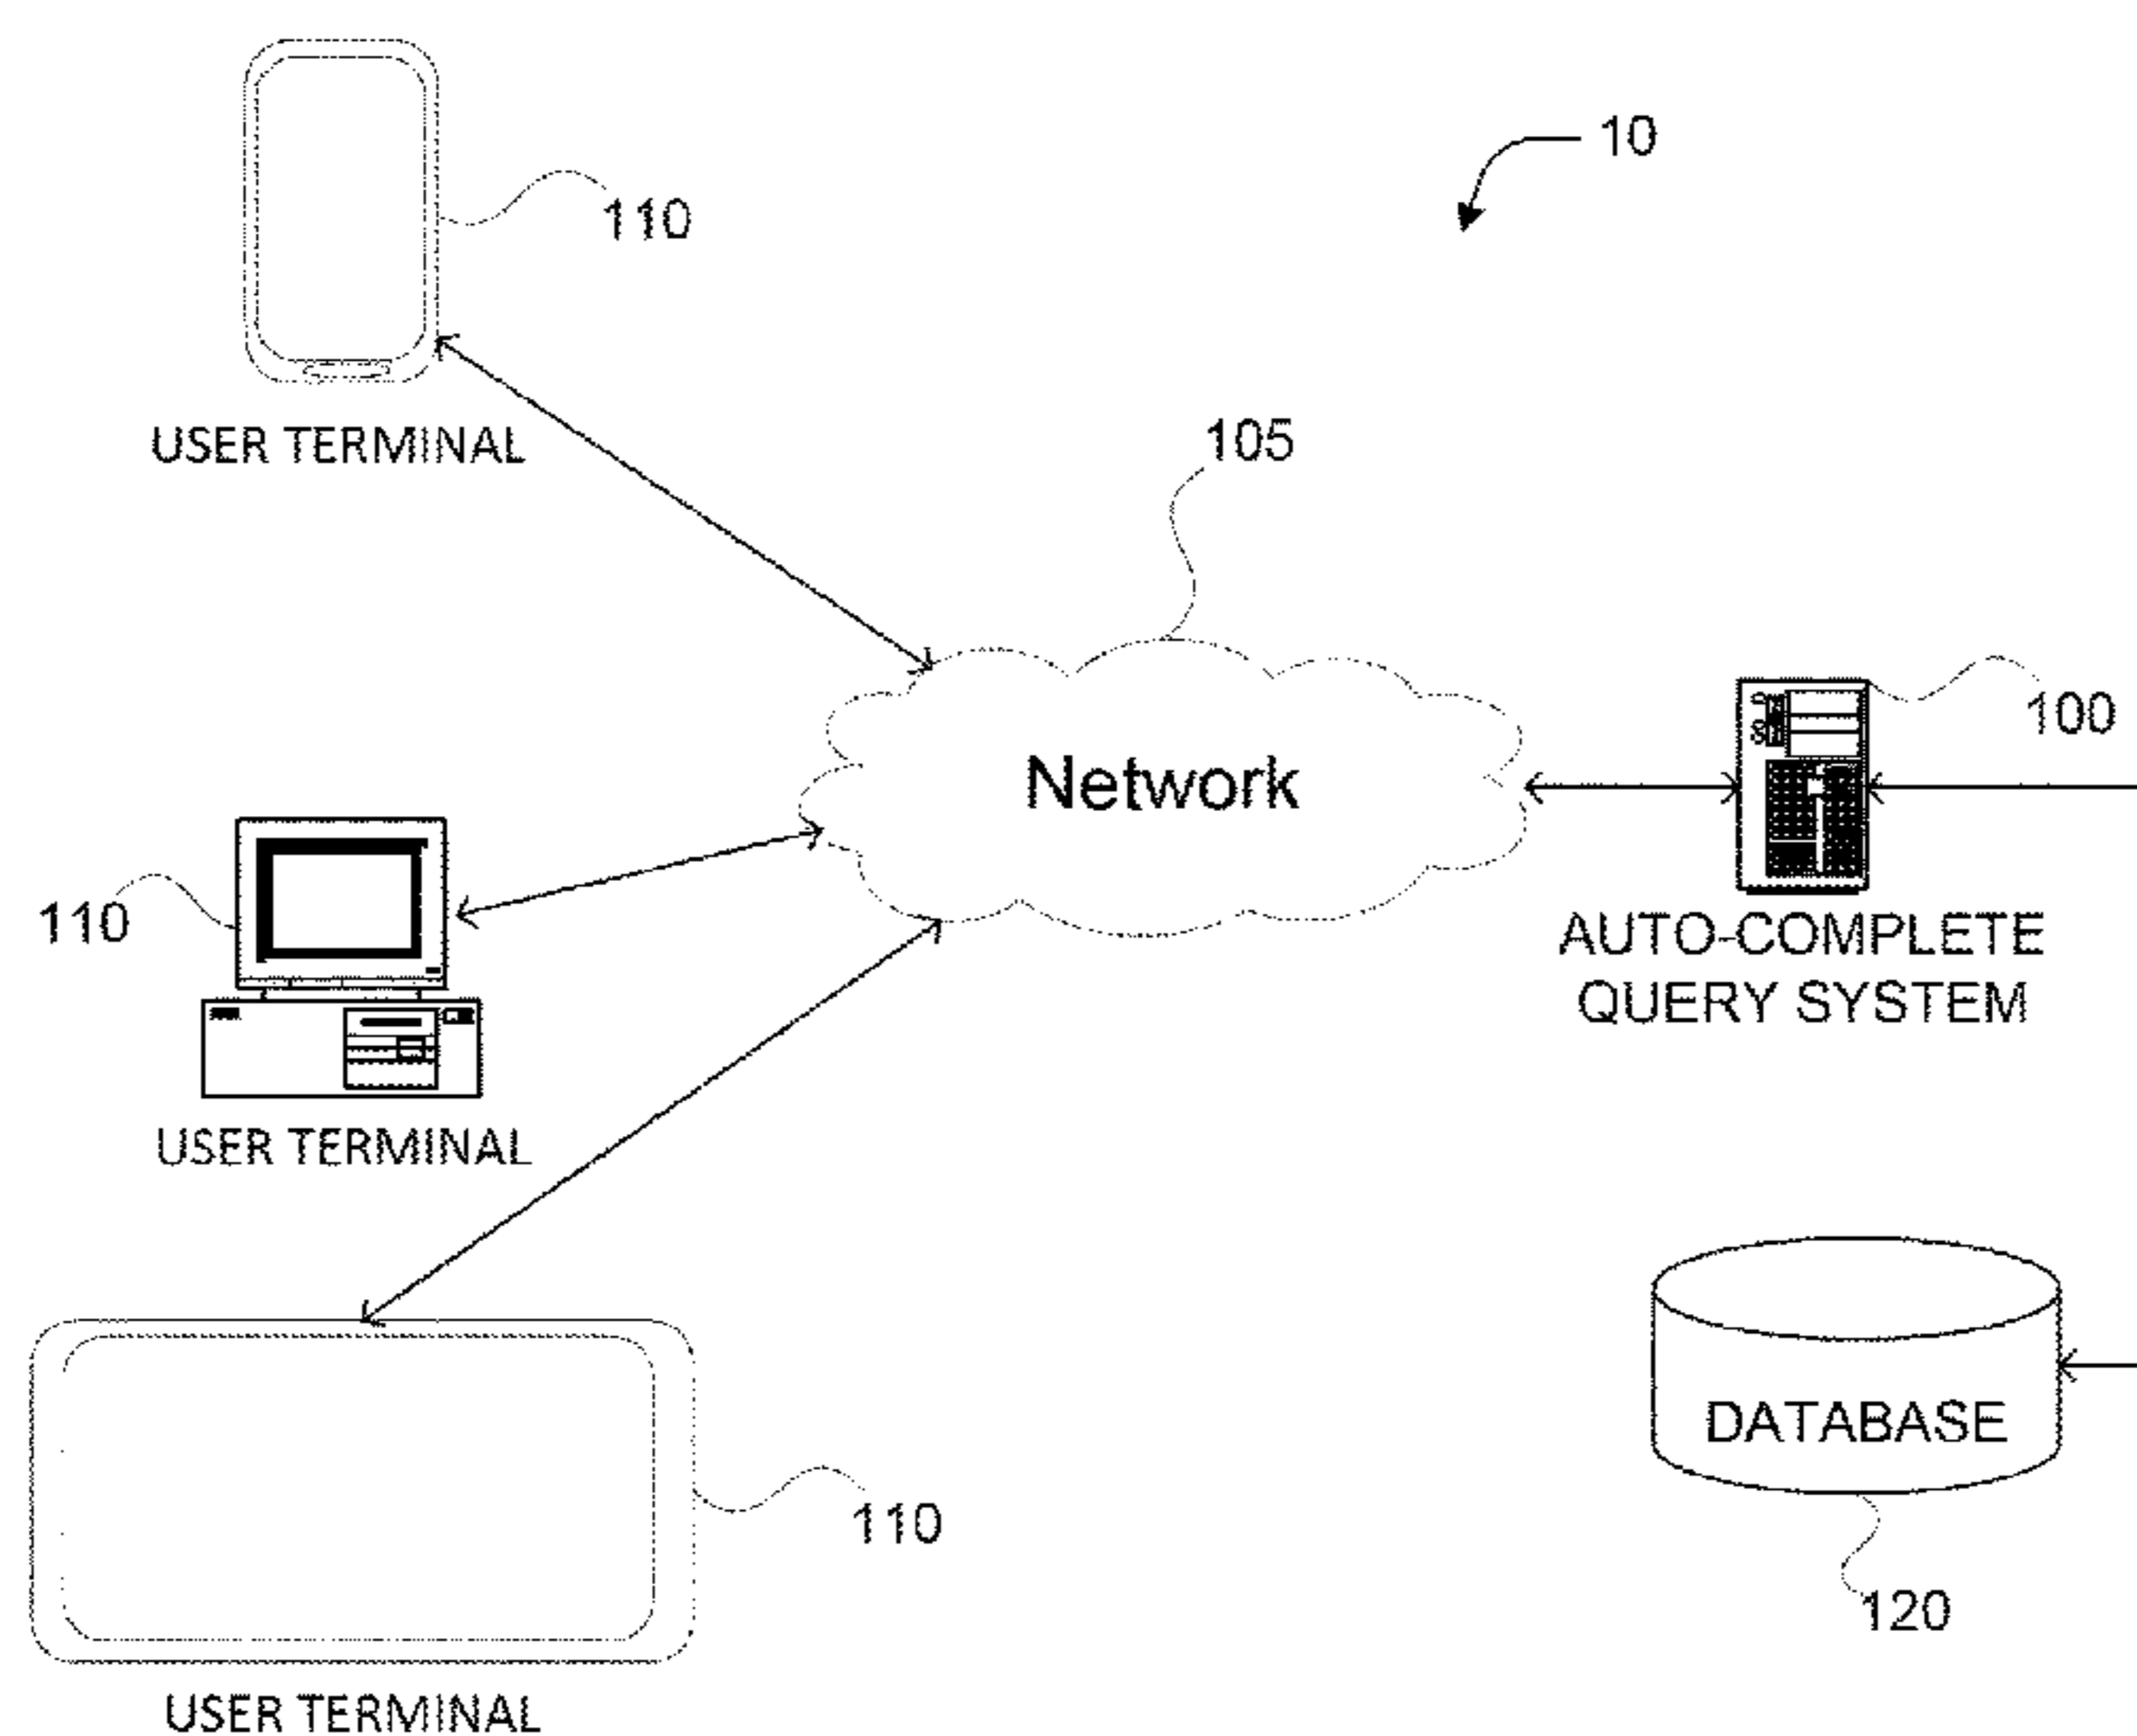 10
110
USER TERMINAL
105
Network
100
110
AUTO-COMPLETE
QUERY SYSTEM
USER TERMINAL
DATABASE
110
120
USER TERMINAL